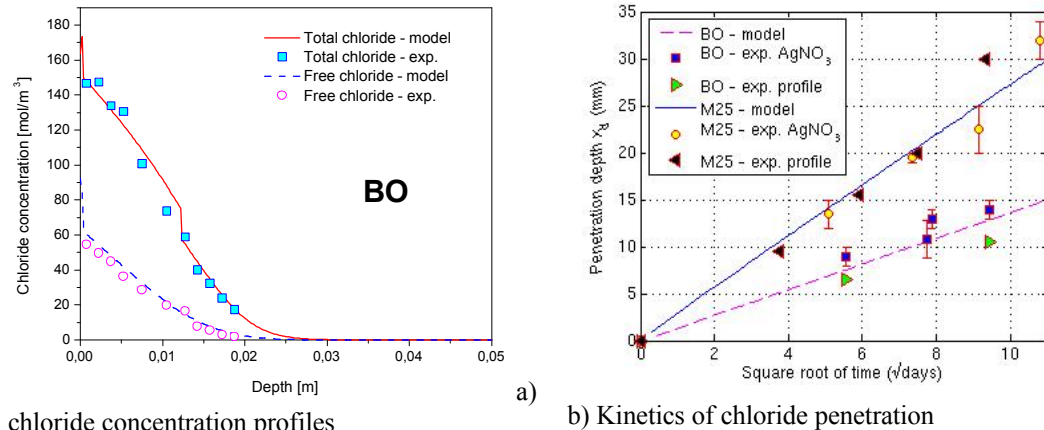 200
180
160
140
120
100
80
60
40
20
0
0,00 0,01 0,02 0,03 0,04 0,05
Chloride concentration [mol/m³]
Depth [m]
Total chloride - model
Total chloride - exp.
Free chloride - model
Free chloride - exp.
BO
a)
chloride concentration profiles
35
30
25
20
15
10
5
0
0 2 4 6 8 10
Penetration depth x_d (mm)
Square root of time (√days)
BO - model
BO - exp. AgNO₃
BO - exp. profile
M25 - model
M25 - exp. AgNO₃
M25 - exp. profile
b) Kinetics of chloride penetration